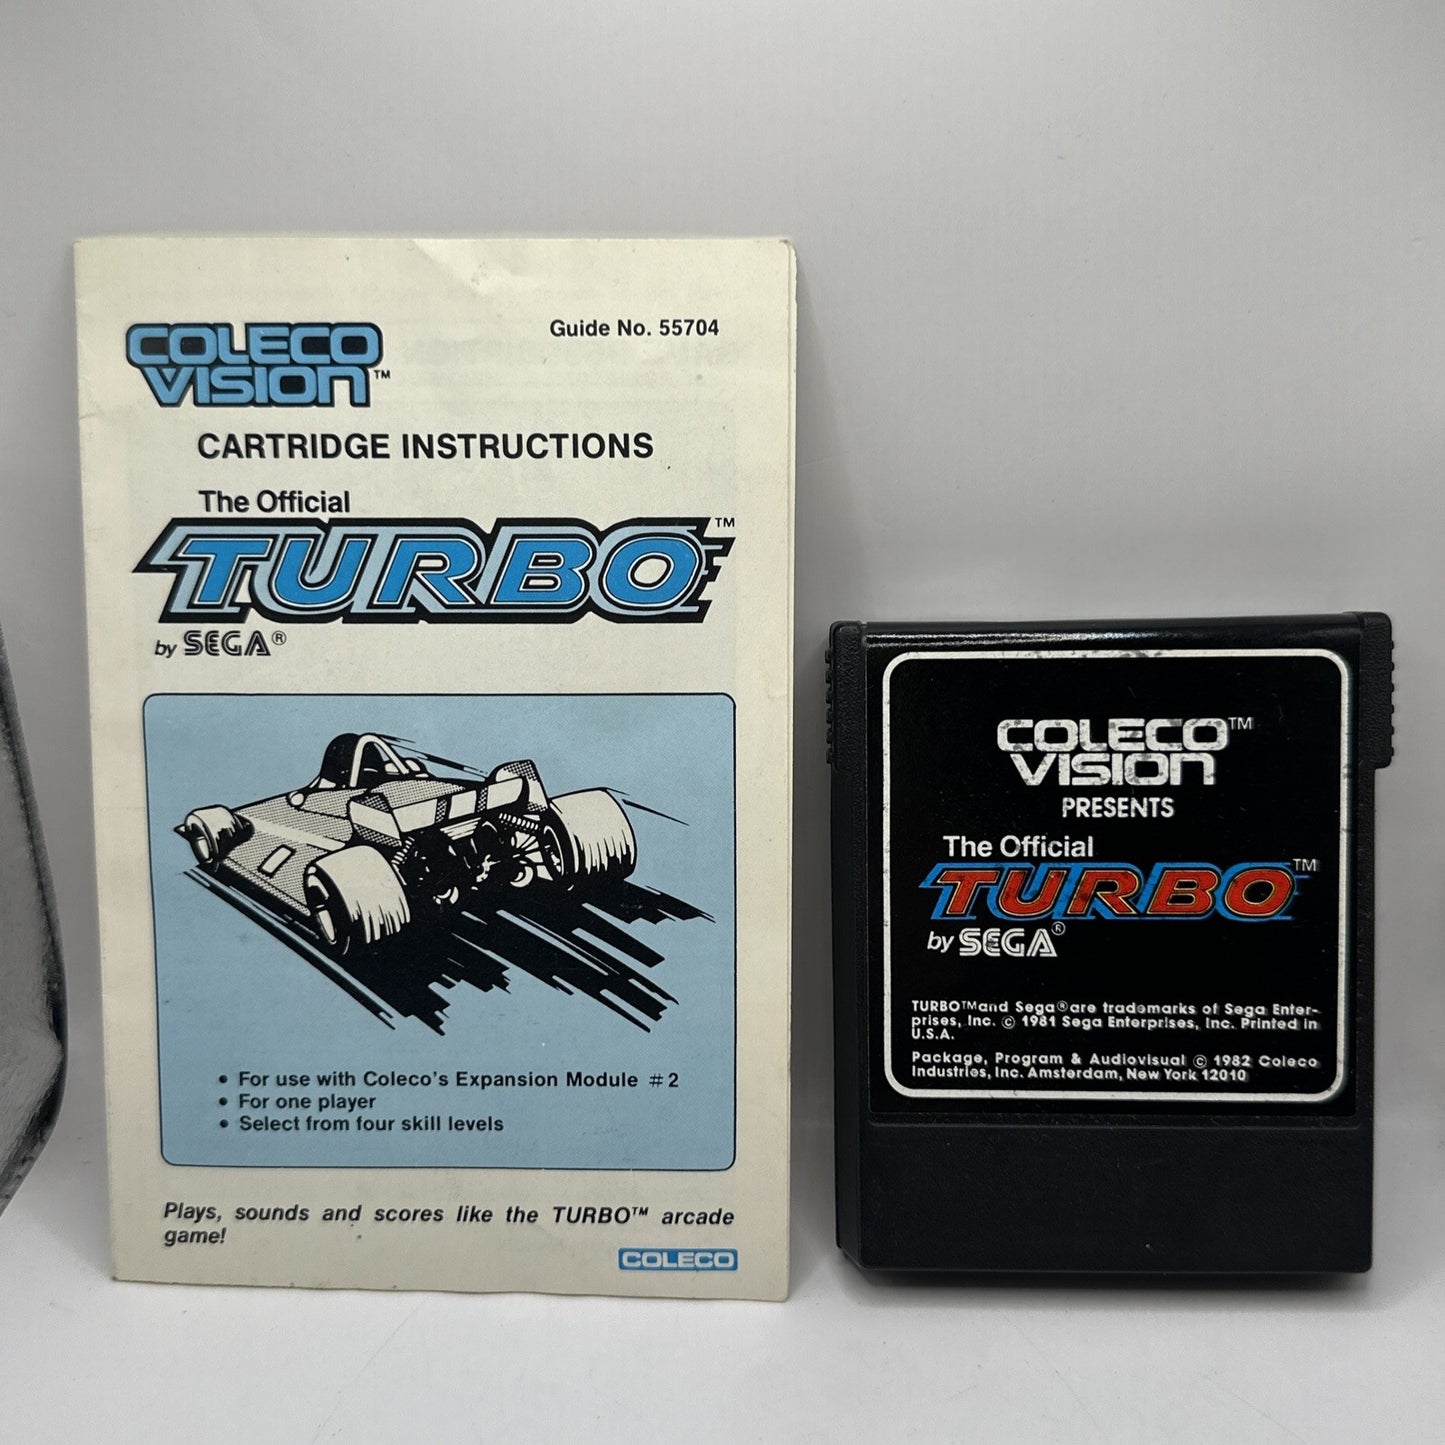 COLECO
VISION™
Guide No. 55704
CARTRIDGE INSTRUCTIONS
The Official
TURBO™
by SEGA®
• For use with Coleco's Expansion Module #2
• For one player
• Select from four skill levels
Plays, sounds and scores like the TURBO™ arcade
game!
COLECO
COLECO™
VISION
PRESENTS
The Official
TURBO™
by SEGA®
TURBO™and Sega®are trademarks of Sega Enter-
prises, Inc. © 1981 Sega Enterprises, Inc. Printed in
U.S.A.
Package, Program & Audiovisual © 1982 Coleco
Industries, Inc. Amsterdam, New York 12010